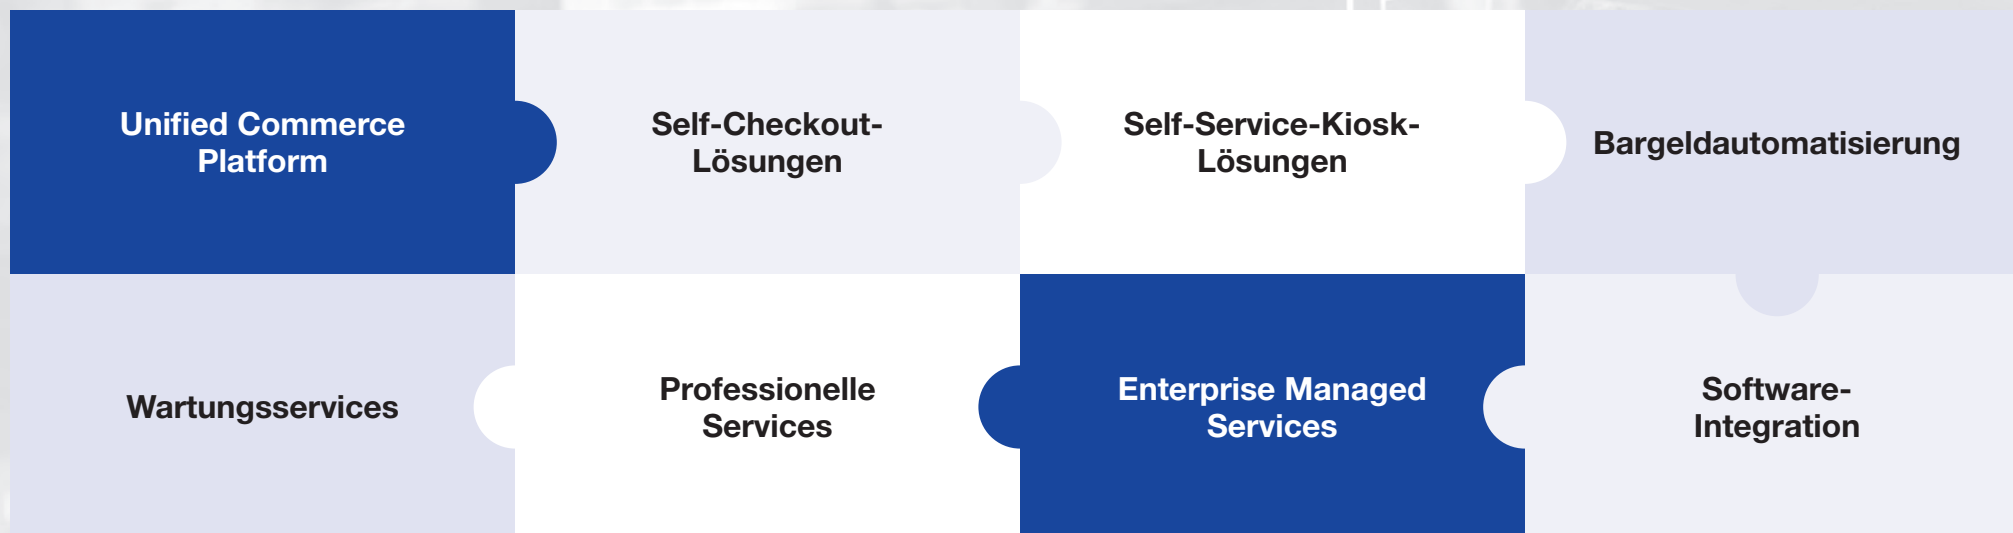 Unified Commerce
Platform
Self-Checkout-
Lösungen
Self-Service-Kiosk-
Lösungen
Bargeldautomatisierung
Wartungsservices
Professionelle
Services
Enterprise Managed
Services
Software-
Integration